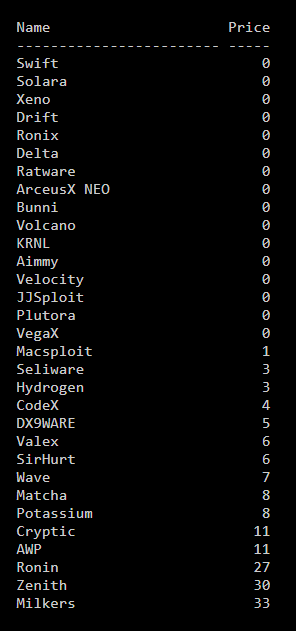 Name                     Price
------------------------ -----
Swift                        0
Solara                       0
Xeno                         0
Drift                        0
Ronix                        0
Delta                        0
Ratware                      0
ArceusX NEO                  0
Bunni                        0
Volcano                      0
KRNL                         0
Aimmy                        0
Velocity                     0
JJSploit                     0
Plutora                      0
VegaX                        0
Macsploit                    1
Seliware                     3
Hydrogen                     3
CodeX                        4
DX9WARE                      5
Valex                        6
SirHurt                      6
Wave                         7
Matcha                       8
Potassium                    8
Cryptic                     11
AWP                         11
Ronin                       27
Zenith                      30
Milkers                     33